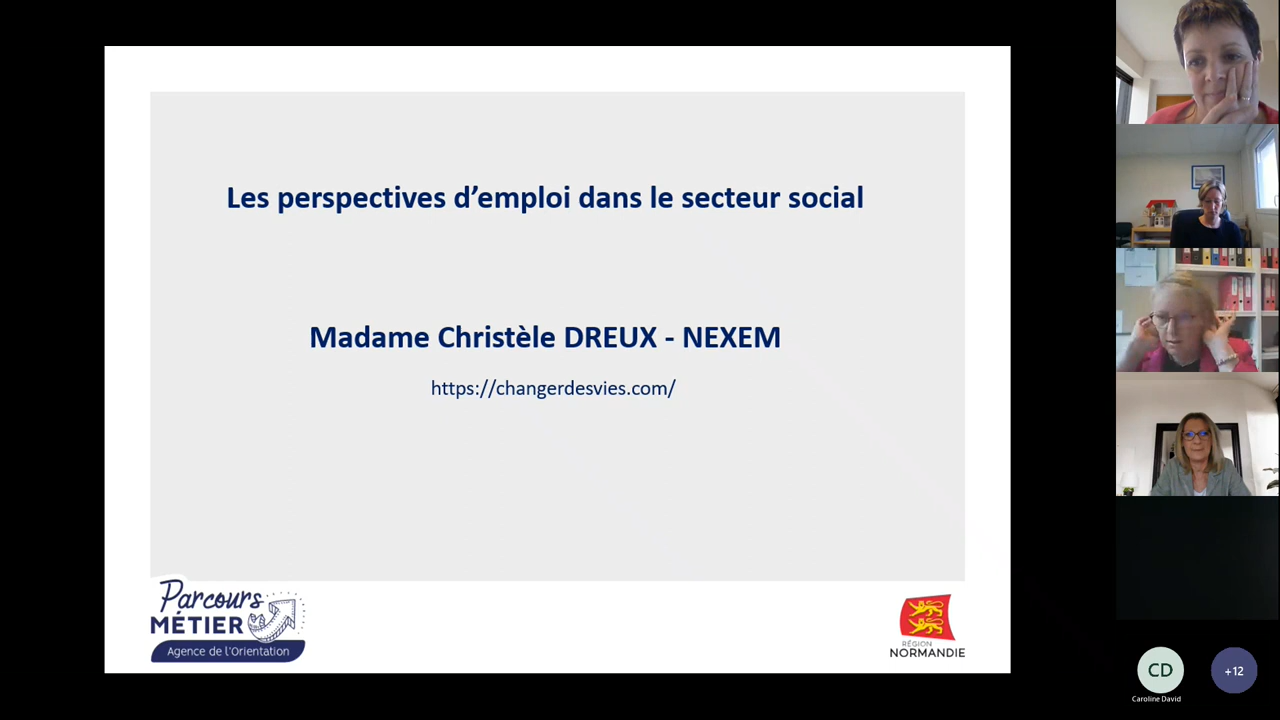 Les perspectives d’emploi dans le secteur social
Madame Christèle DREUX - NEXEM
https://changerdesvies.com/
Parcours
MÉTIER
Agence de l'Orientation
RÉGION
NORMANDIE
CD
Caroline David
+12